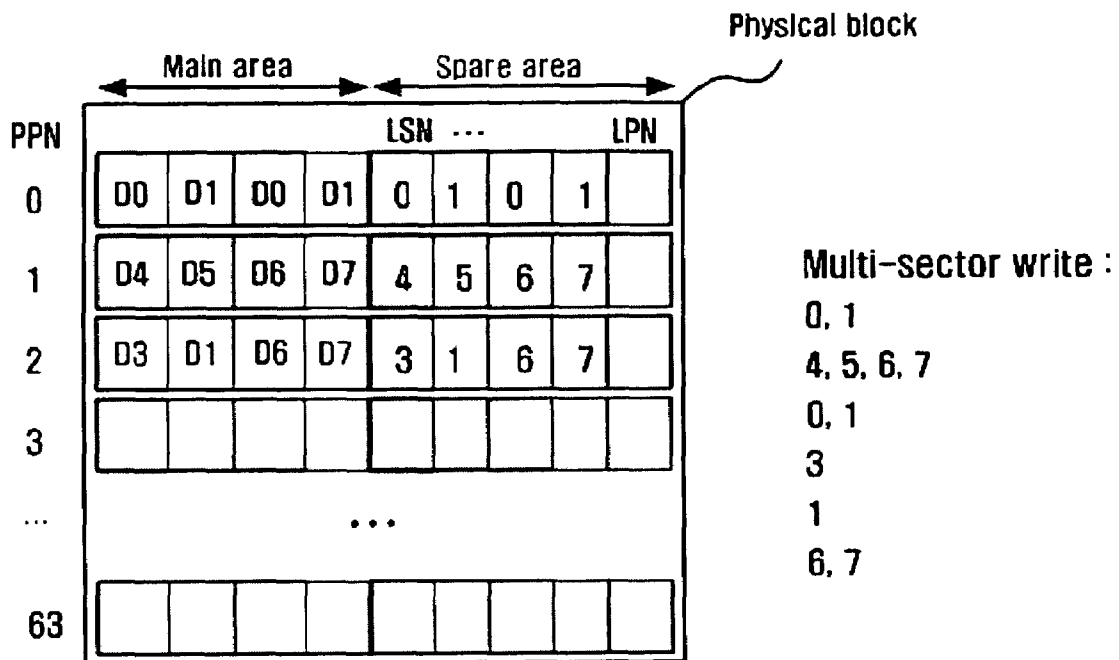 Physical block
Main area Spare area
PPN LSN ... LPN
0 D0 D1 D0 D1 0 1 0 1
1 D4 D5 D6 D7 4 5 6 7
2 D3 D1 D6 D7 3 1 6 7
3
...
...
63
Multi-sector write :
0, 1
4, 5, 6, 7
0, 1
3
1
6, 7